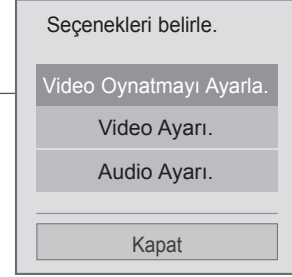 Seçenekleri belirle.
Video Oynatmayı Ayarla.
Video Ayarı.
Audio Ayarı.
Kapat